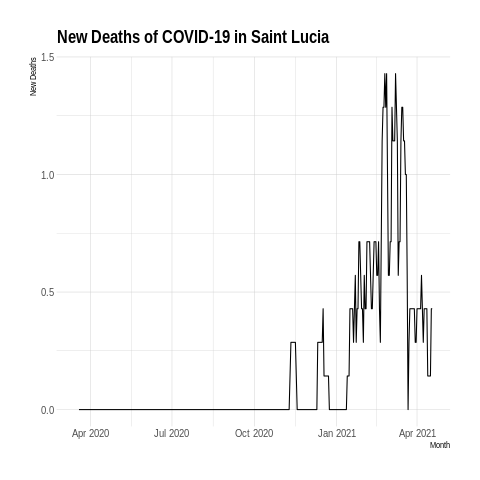 New Deaths of COVID-19 in Saint Lucia
New Deaths
1.5
1.0
0.5
0.0
Apr 2020 Jul 2020 Oct 2020 Jan 2021 Apr 2021
Month